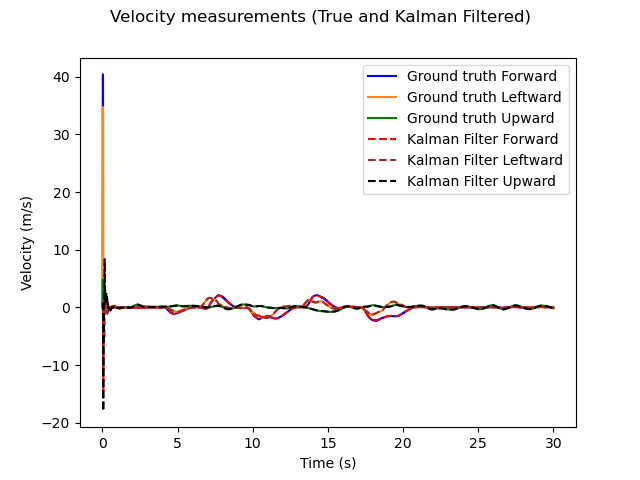 Velocity measurements (True and Kalman Filtered)
Ground truth Forward
Ground truth Leftward
Ground truth Upward
Kalman Filter Forward
Kalman Filter Leftward
Kalman Filter Upward
Velocity (m/s)
40
30
20
10
0
−10
−20
0 5 10 15 20 25 30
Time (s)